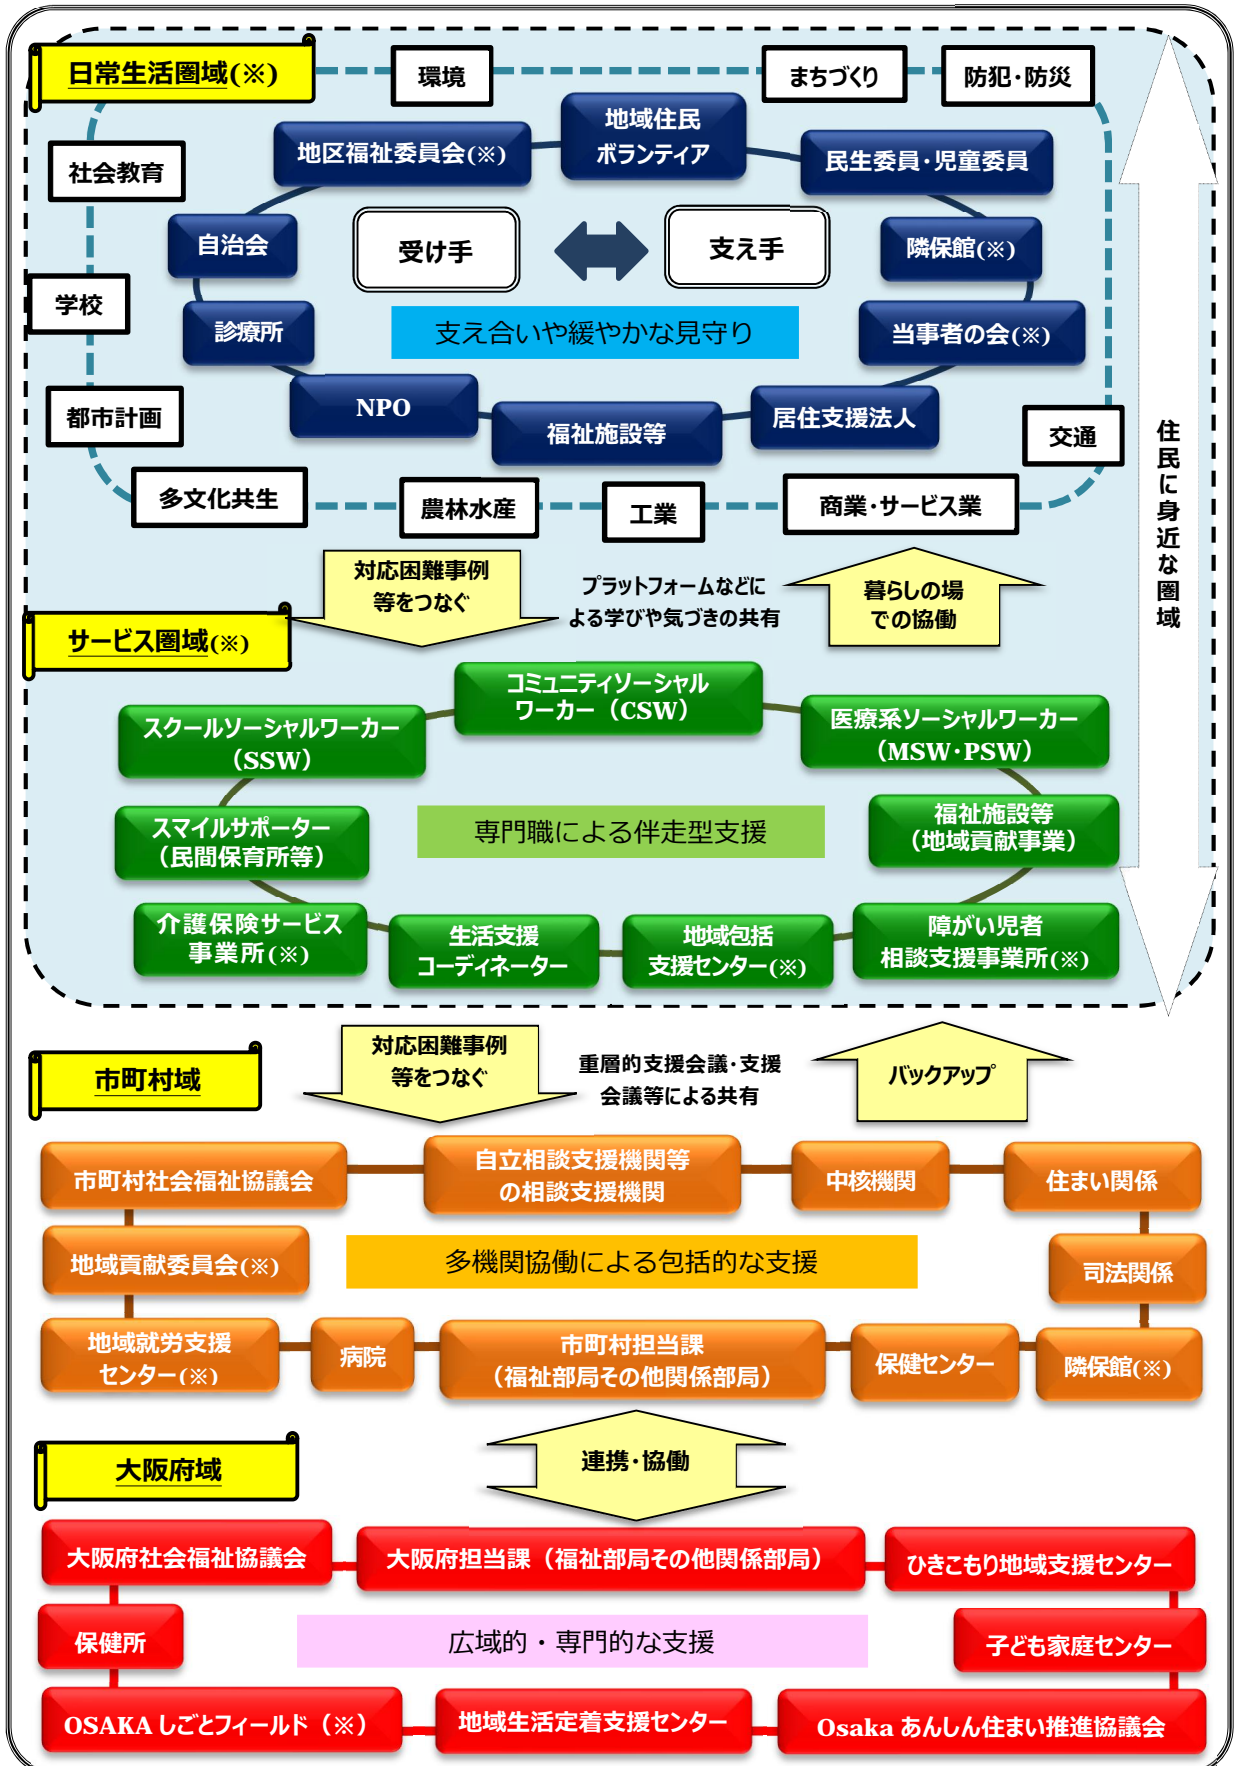 日常生活圏域(※)
環境
まちづくり
防犯・防災
地区福祉委員会(※)
地域住民
ボランティア
民生委員・児童委員
社会教育
自治会
受け手
支え手
隣保館(※)
学校
診療所
支え合いや緩やかな見守り
当事者の会(※)
都市計画
NPO
福祉施設等
居住支援法人
交通
多文化共生
農林水産
工業
商業・サービス業
住民に身近な圏域
対応困難事例
等をつなぐ
プラットフォームなどに
よる学びや気づきの共有
暮らしの場
での協働
サービス圏域(※)
コミュニティソーシャル
ワーカー（CSW）
スクールソーシャルワーカー
（SSW）
医療系ソーシャルワーカー
（MSW・PSW）
スマイルサポーター
（民間保育所等）
専門職による伴走型支援
福祉施設等
（地域貢献事業）
介護保険サービス
事業所(※)
生活支援
コーディネーター
地域包括
支援センター(※)
障がい児者
相談支援事業所(※)
対応困難事例
等をつなぐ
重層的支援会議・支援
会議等による共有
バックアップ
市町村域
市町村社会福祉協議会
自立相談支援機関等
の相談支援機関
中核機関
住まい関係
地域貢献委員会(※)
多機関協働による包括的な支援
司法関係
地域就労支援
センター(※)
病院
市町村担当課
（福祉部局その他関係部局）
保健センター
隣保館(※)
連携・協働
大阪府域
大阪府社会福祉協議会
大阪府担当課（福祉部局その他関係部局）
ひきこもり地域支援センター
保健所
広域的・専門的な支援
子ども家庭センター
OSAKAしごとフィールド（※）
地域生活定着支援センター
Osakaあんしん住まい推進協議会